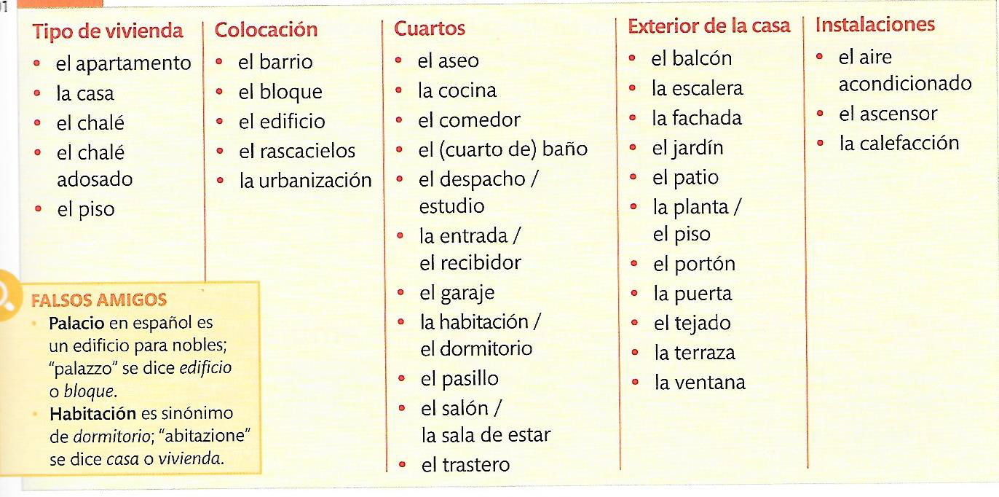 01
Tipo de vivienda
el apartamento
la casa
el chalé
el chalé
adosado
el piso
Colocación
el barrio
el bloque
el edificio
el rascacielos
la urbanización
Cuartos
el aseo
la cocina
el comedor
el (cuarto de) baño
el despacho /
estudio
la entrada /
el recibidor
el garaje
la habitación /
el dormitorio
el pasillo
el salón /
la sala de estar
el trastero
Exterior de la casa
el balcón
la escalera
la fachada
el jardín
el patio
la planta /
el piso
el portón
la puerta
el tejado
la terraza
la ventana
Instalaciones
el aire
acondicionado
el ascensor
la calefacción
FALSOS AMIGOS
Palacio en español es
un edificio para nobles;
"palazzo" se dice edificio
o bloque.
Habitación es sinónimo
de dormitorio; "abitazione"
se dice casa o vivienda.